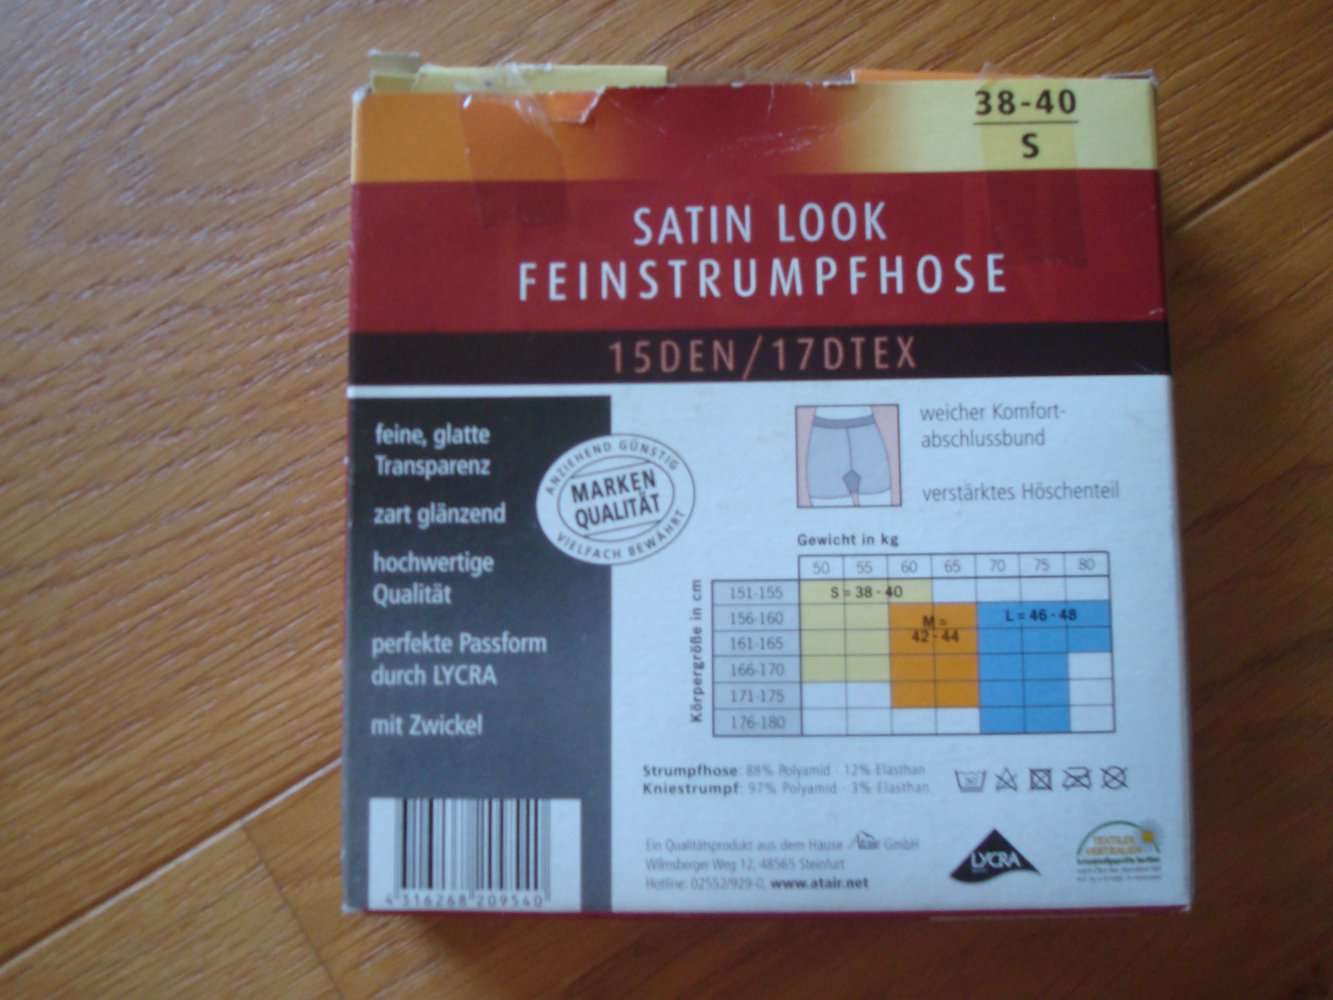 38-40
S
SATIN LOOK
FEINSTRUMPFHOSE
15DEN/17DTEX
feine, glatte
Transparenz
zart glänzend
hochwertige
Qualität
perfekte Passform
durch LYCRA
mit Zwickel
ANZIEHEND GÜNSTIG
MARKEN
QUALITÄT
VIELFACH BEWÄHRT
weicher Komfort-
abschlussbund
verstärktes Höschenteil
Gewicht in kg
50 55 60 65 70 75 80
Körpergröße in cm
151-155
156-160
161-165
166-170
171-175
176-180
S = 38 - 40
M =
42 - 44
L = 46 - 48
Strumpfhose: 88% Polyamid · 12% Elasthan
Kniestrumpf: 97% Polyamid · 3% Elasthan
30
Ein Qualitätsprodukt aus dem Hause Atair GmbH
Wilmsberger Weg 12, 48565 Steinfurt
Hotline: 02552/929-0, www.atair.net
LYCRA
TEXTILES
VERTRAUEN
4 316268 209540